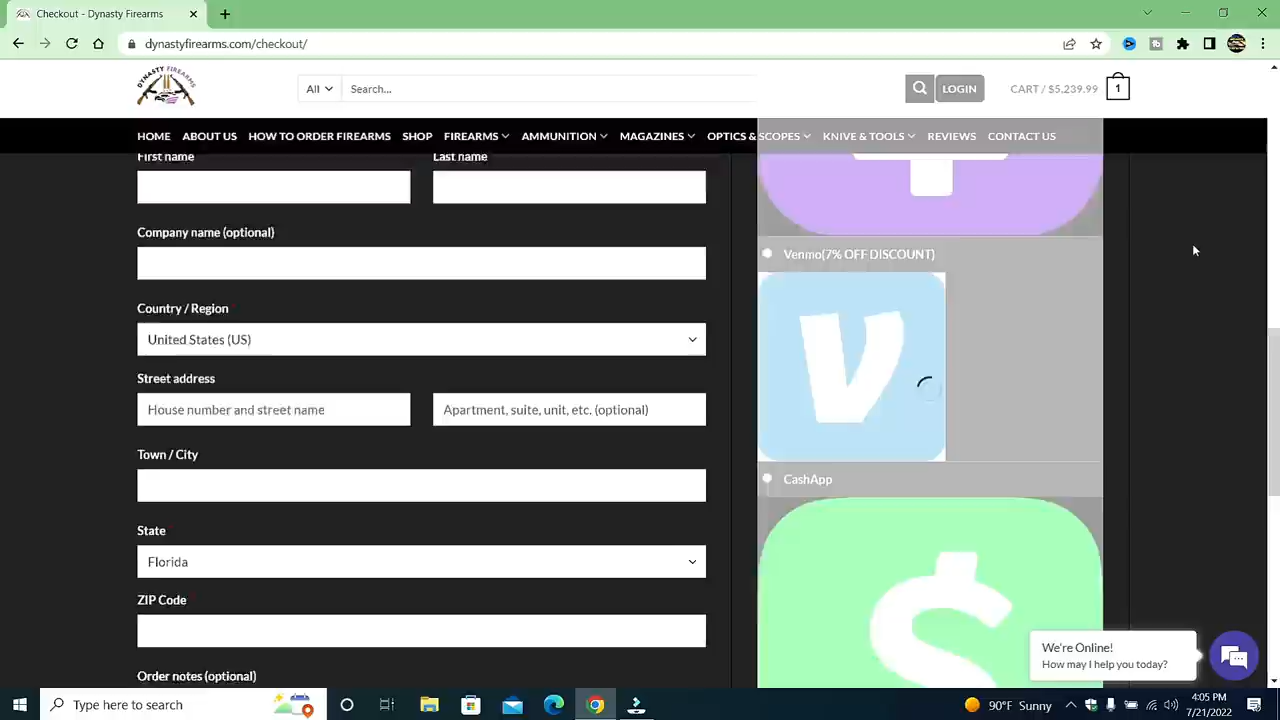 Checkout - Dynasty Firearms
dynastyfirearms.com/checkout/
DYNASTY FIREARMS
All
Search...
LOGIN
CART / $5,239.99
1
HOME ABOUT US HOW TO ORDER FIREARMS SHOP FIREARMS AMMUNITION MAGAZINES OPTICS & SCOPES KNIVE & TOOLS REVIEWS CONTACT US
First name
Last name
Company name (optional)
Country / Region
United States (US)
Street address
House number and street name
Apartment, suite, unit, etc. (optional)
Town / City
State
Florida
ZIP Code
Order notes (optional)
Venmo(7% OFF DISCOUNT)
V
CashApp
$
We're Online!
How may I help you today?
Type here to search
90°F Sunny
4:05 PM
7/21/2022